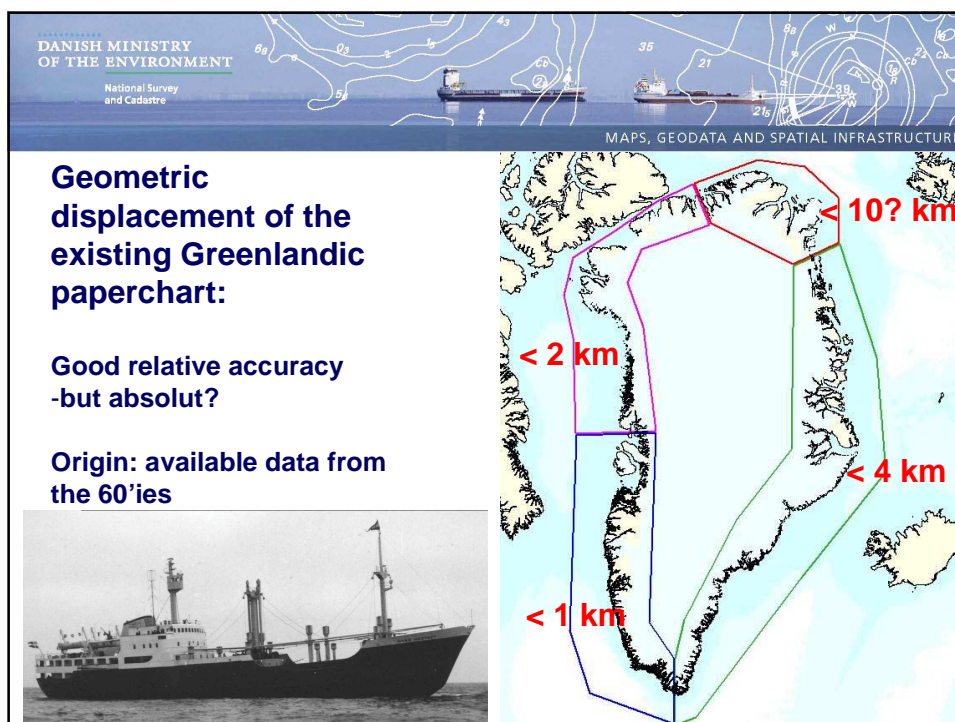 DANISH MINISTRY
OF THE ENVIRONMENT
National Survey
and Cadastre
MAPS, GEODATA AND SPATIAL INFRASTRUCTURE
Geometric
displacement of the
existing Greenlandic
paperchart:
Good relative accuracy
-but absolut?
Origin: available data from
the 60'ies
< 10? km
< 2 km
< 4 km
< 1 km